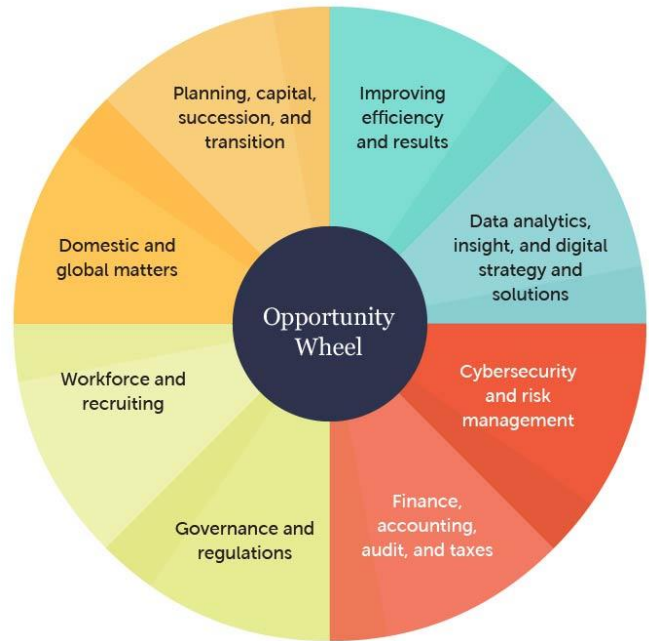 Planning, capital,
succession, and
transition
Improving
efficiency
and results
Data analytics,
insight, and digital
strategy and
solutions
Cybersecurity
and risk
management
Finance,
accounting,
audit, and taxes
Governance and
regulations
Workforce and
recruiting
Domestic and
global matters
Opportunity
Wheel